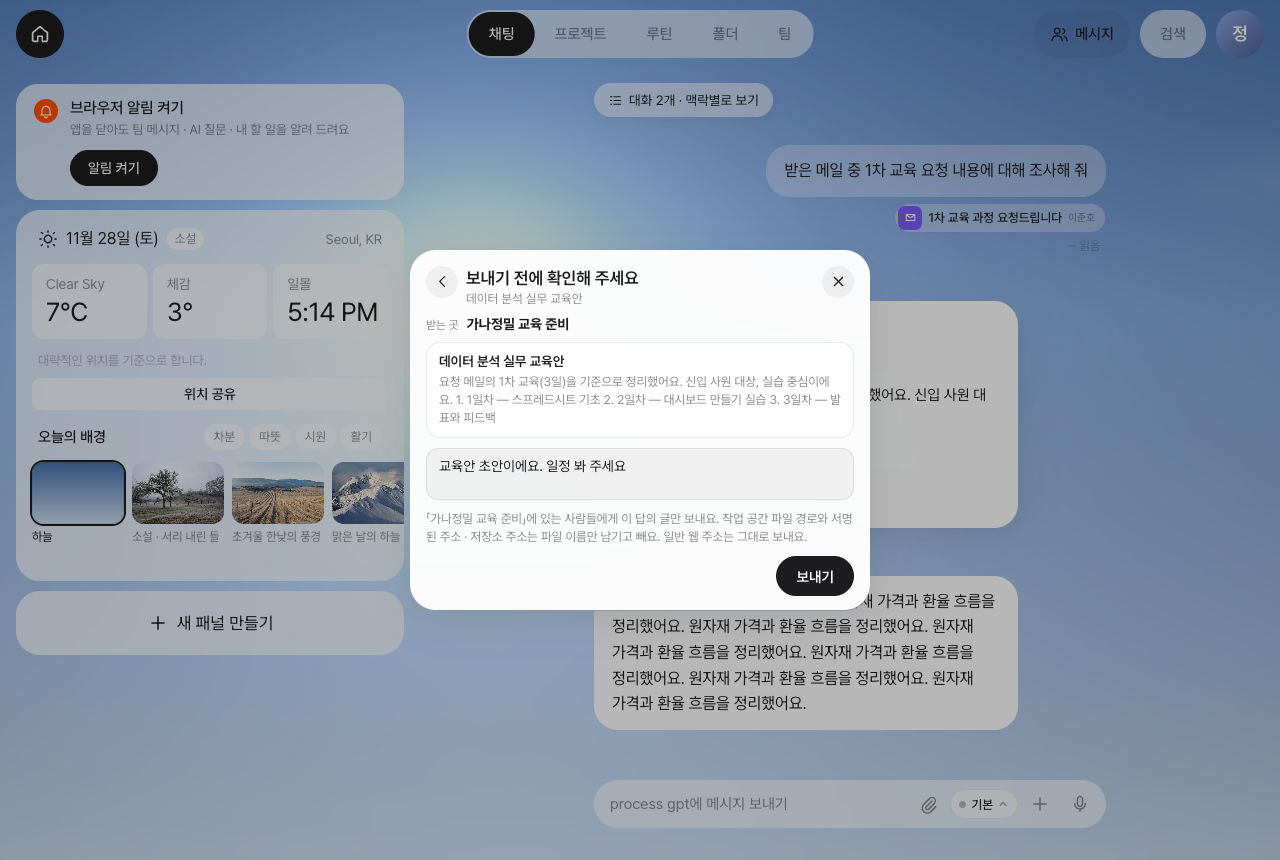 채팅
프로젝트
루틴
폴더
팀
메시지
검색
정
브라우저 알림 켜기
앱을 닫아도 팀 메시지 · AI 질문 · 내 할 일을 알려 드려요
알림 켜기
11월 28일 (토)
소설
Seoul, KR
Clear Sky
7°C
체감
3°
일몰
5:14 PM
대략적인 위치를 기준으로 합니다.
위치 공유
오늘의 배경
차분
따뜻
시원
활기
하늘
소설 · 서리 내린 들
초겨울 한낮의 풍경
맑은 날의 하늘
새 패널 만들기
대화 2개 · 맥락별로 보기
받은 메일 중 1차 교육 요청 내용에 대해 조사해 줘
1차 교육 과정 요청드립니다 이준호
읽음
했어요. 신입 사원 대
보내기 전에 확인해 주세요
데이터 분석 실무 교육안
받는 곳 가나정밀 교육 준비
데이터 분석 실무 교육안
요청 메일의 1차 교육(3일)을 기준으로 정리했어요. 신입 사원 대상, 실습 중심이에
요. 1. 1일차 — 스프레드시트 기초 2. 2일차 — 대시보드 만들기 실습 3. 3일차 — 발
표와 피드백
교육안 초안이에요. 일정 봐 주세요
「가나정밀 교육 준비」에 있는 사람들에게 이 답의 글만 보내요. 작업 공간 파일 경로와 서명
된 주소 · 저장소 주소는 파일 이름만 남기고 빼요. 일반 웹 주소는 그대로 보내요.
보내기
가격과 환율 흐름을
정리했어요. 원자재 가격과 환율 흐름을 정리했어요. 원자재
가격과 환율 흐름을 정리했어요. 원자재 가격과 환율 흐름을
정리했어요. 원자재 가격과 환율 흐름을 정리했어요. 원자재
가격과 환율 흐름을 정리했어요.
process gpt에 메시지 보내기
기본